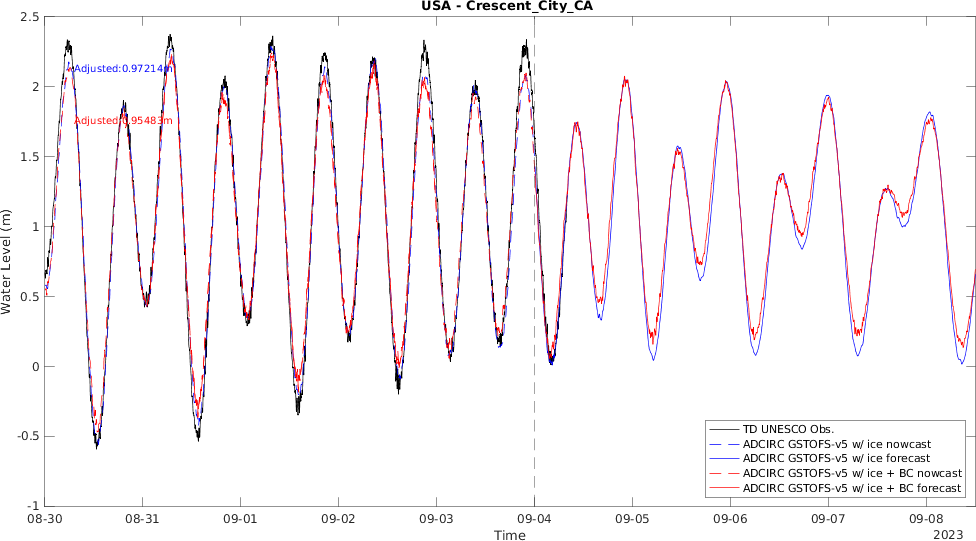 USA - Crescent_City_CA
2.5
2
1.5
1
0.5
0
-0.5
-1
Water Level (m)
Adjusted:0.97214m
Adjusted:0.95483m
TD UNESCO Obs.
ADCIRC GSTOFS-v5 w/ ice nowcast
ADCIRC GSTOFS-v5 w/ ice forecast
ADCIRC GSTOFS-v5 w/ ice + BC nowcast
ADCIRC GSTOFS-v5 w/ ice + BC forecast
08-30 08-31 09-01 09-02 09-03 09-04 09-05 09-06 09-07 09-08
Time
2023